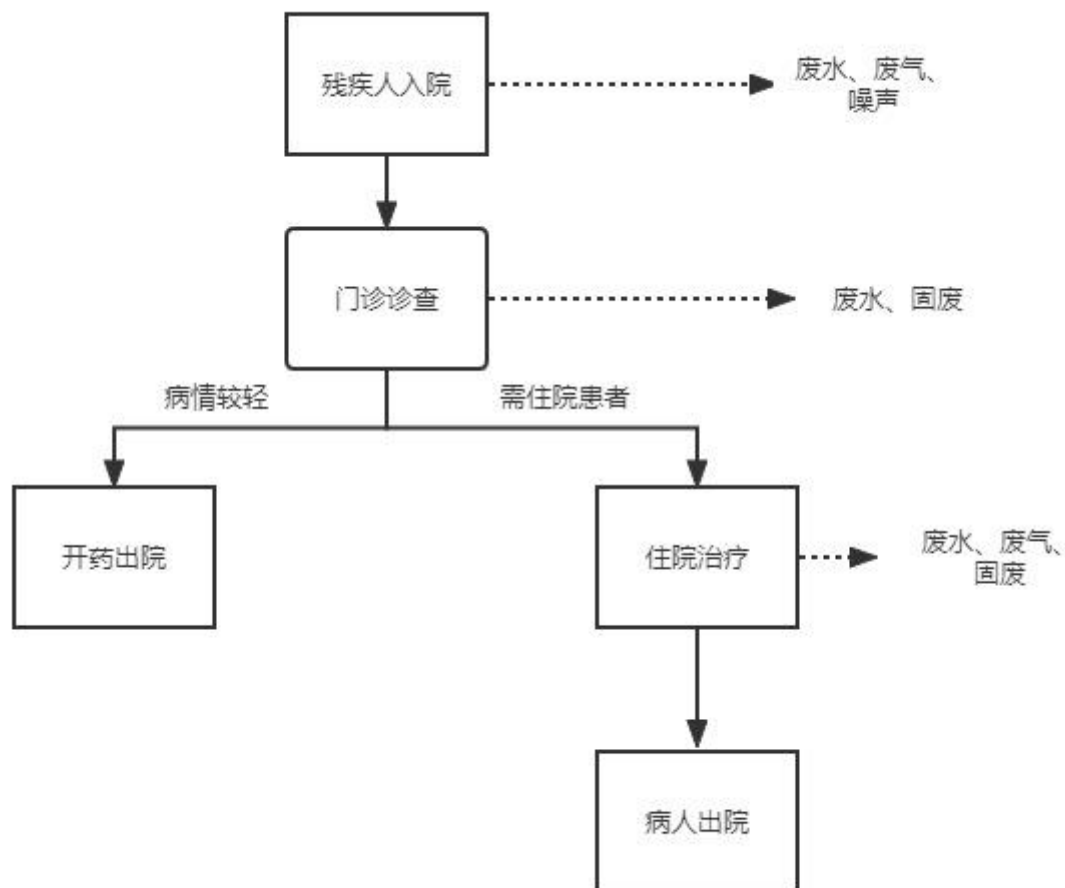 残疾人入院
废水、废气、
噪声
门诊诊查
废水、固废
病情较轻
需住院患者
开药出院
住院治疗
废水、废气、
固废
病人出院